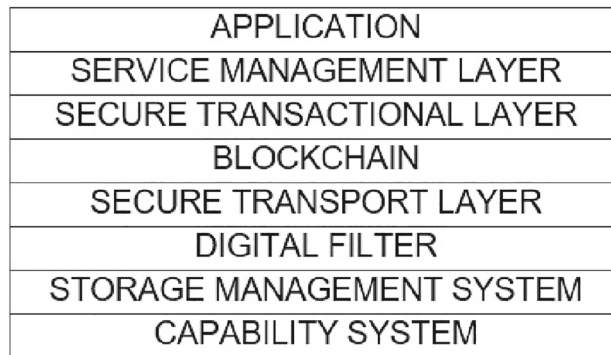 APPLICATION
SERVICE MANAGEMENT LAYER
SECURE TRANSACTIONAL LAYER
BLOCKCHAIN
SECURE TRANSPORT LAYER
DIGITAL FILTER
STORAGE MANAGEMENT SYSTEM
CAPABILITY SYSTEM